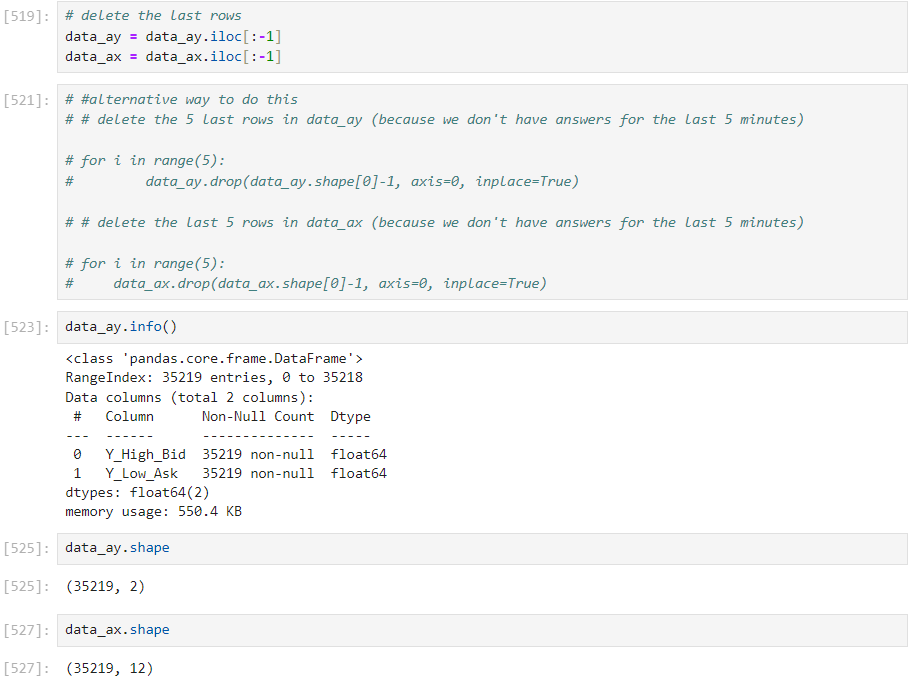 [519]: # delete the last rows
data_ay = data_ay.iloc[:-1]
data_ax = data_ax.iloc[:-1]
[521]: # #alternative way to do this
# # delete the 5 last rows in data_ay (because we don't have answers for the last 5 minutes)
# for i in range(5):
#         data_ay.drop(data_ay.shape[0]-1, axis=0, inplace=True)
# # delete the last 5 rows in data_ax (because we don't have answers for the last 5 minutes)
# for i in range(5):
#     data_ax.drop(data_ax.shape[0]-1, axis=0, inplace=True)
[523]: data_ay.info()
<class 'pandas.core.frame.DataFrame'>
RangeIndex: 35219 entries, 0 to 35218
Data columns (total 2 columns):
 #   Column      Non-Null Count  Dtype
---  ------      --------------  -----
 0   Y_High_Bid  35219 non-null  float64
 1   Y_Low_Ask   35219 non-null  float64
dtypes: float64(2)
memory usage: 550.4 KB
[525]: data_ay.shape
[525]: (35219, 2)
[527]: data_ax.shape
[527]: (35219, 12)